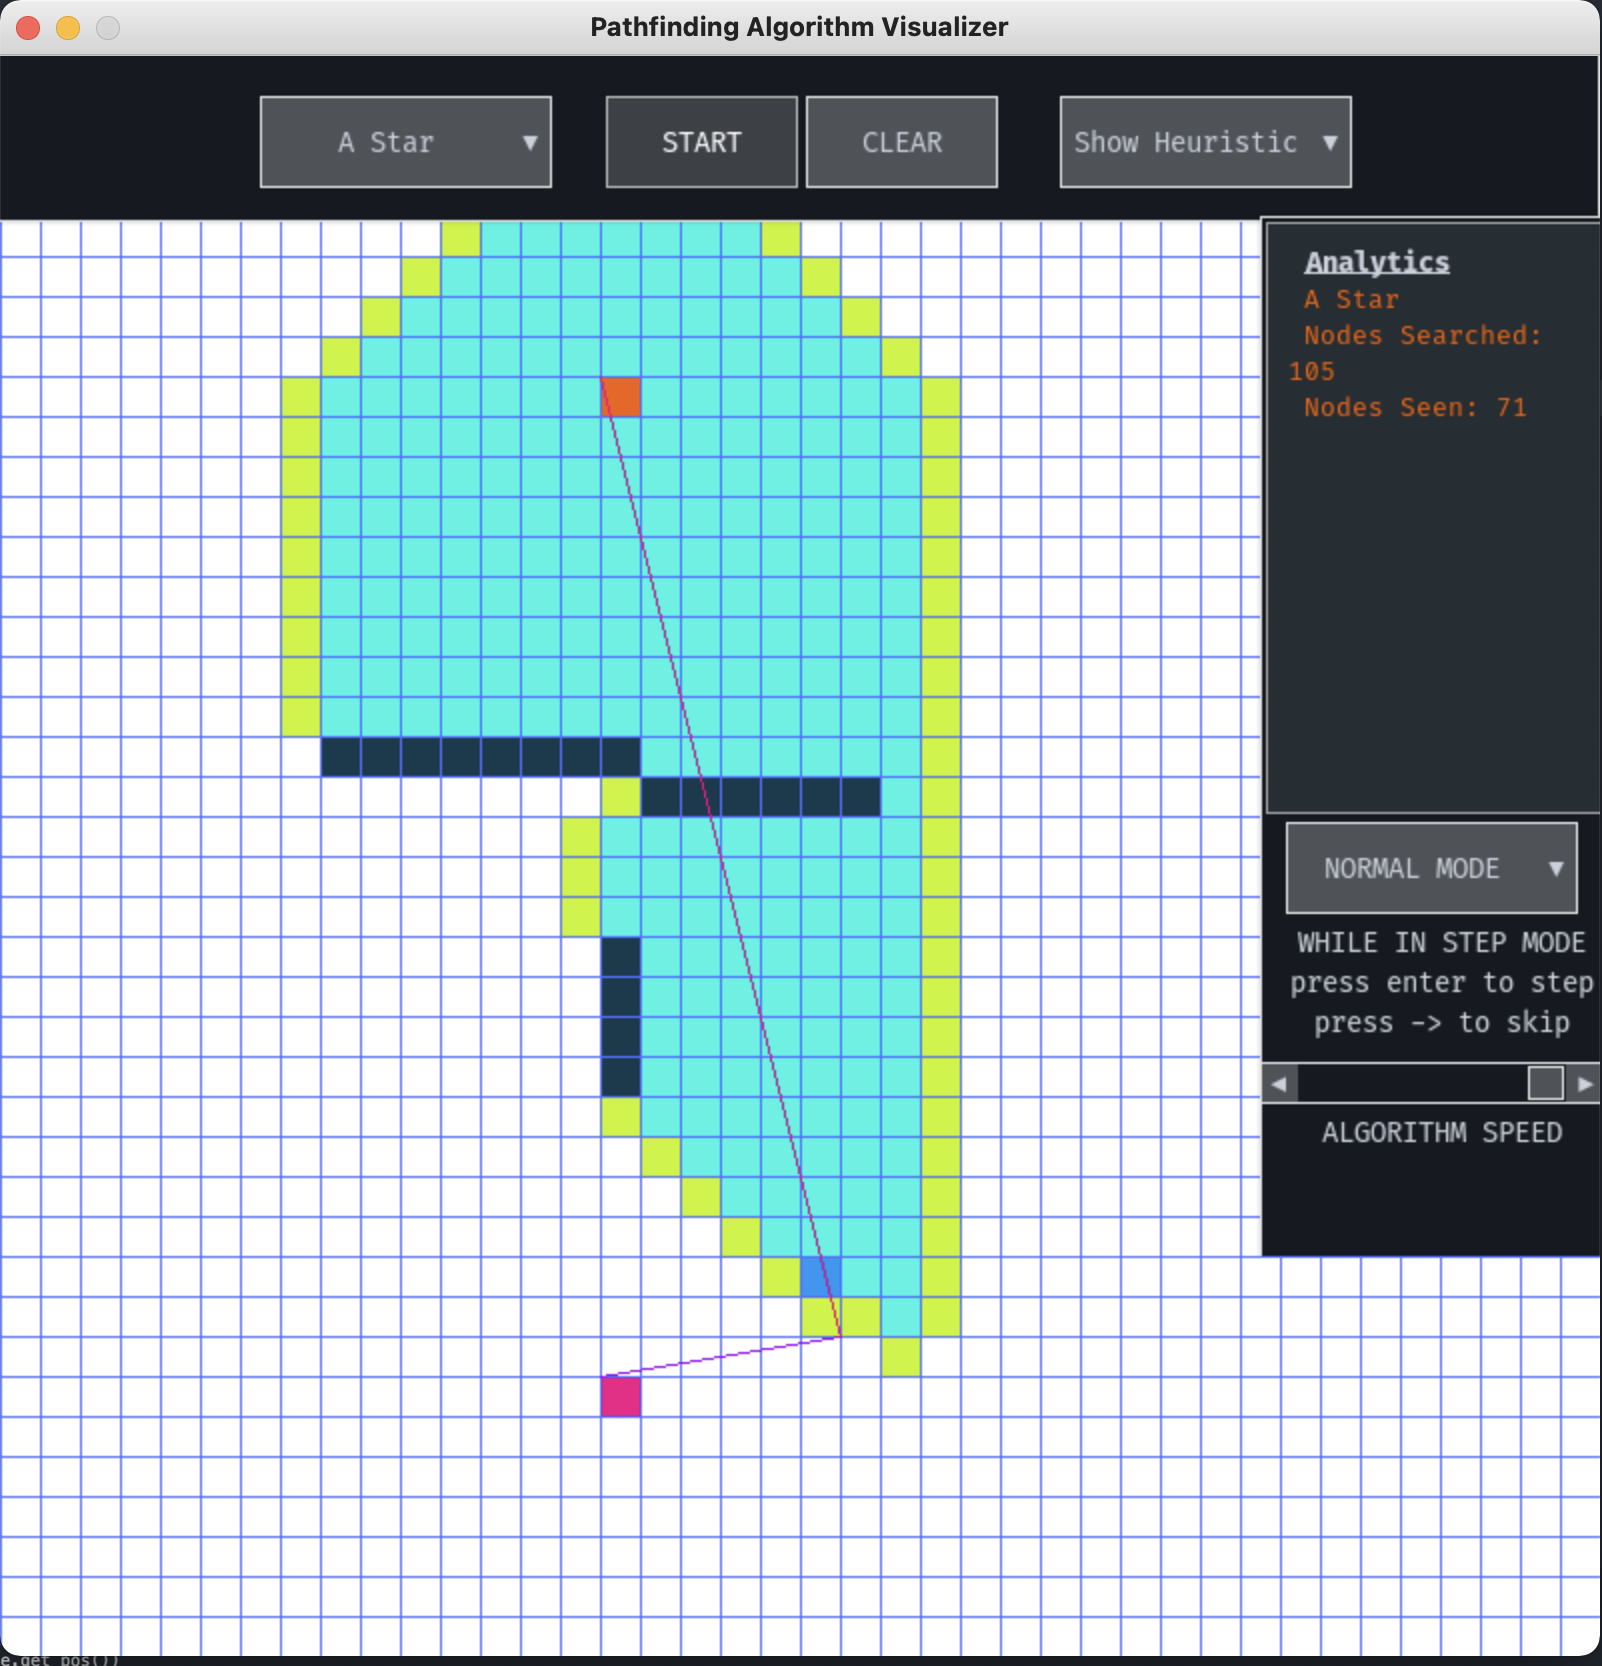 Pathfinding Algorithm Visualizer
A Star ▼
START
CLEAR
Show Heuristic ▼
Analytics
A Star
Nodes Searched:
105
Nodes Seen: 71
NORMAL MODE ▼
WHILE IN STEP MODE
press enter to step
press -> to skip
ALGORITHM SPEED
e.get_pos())